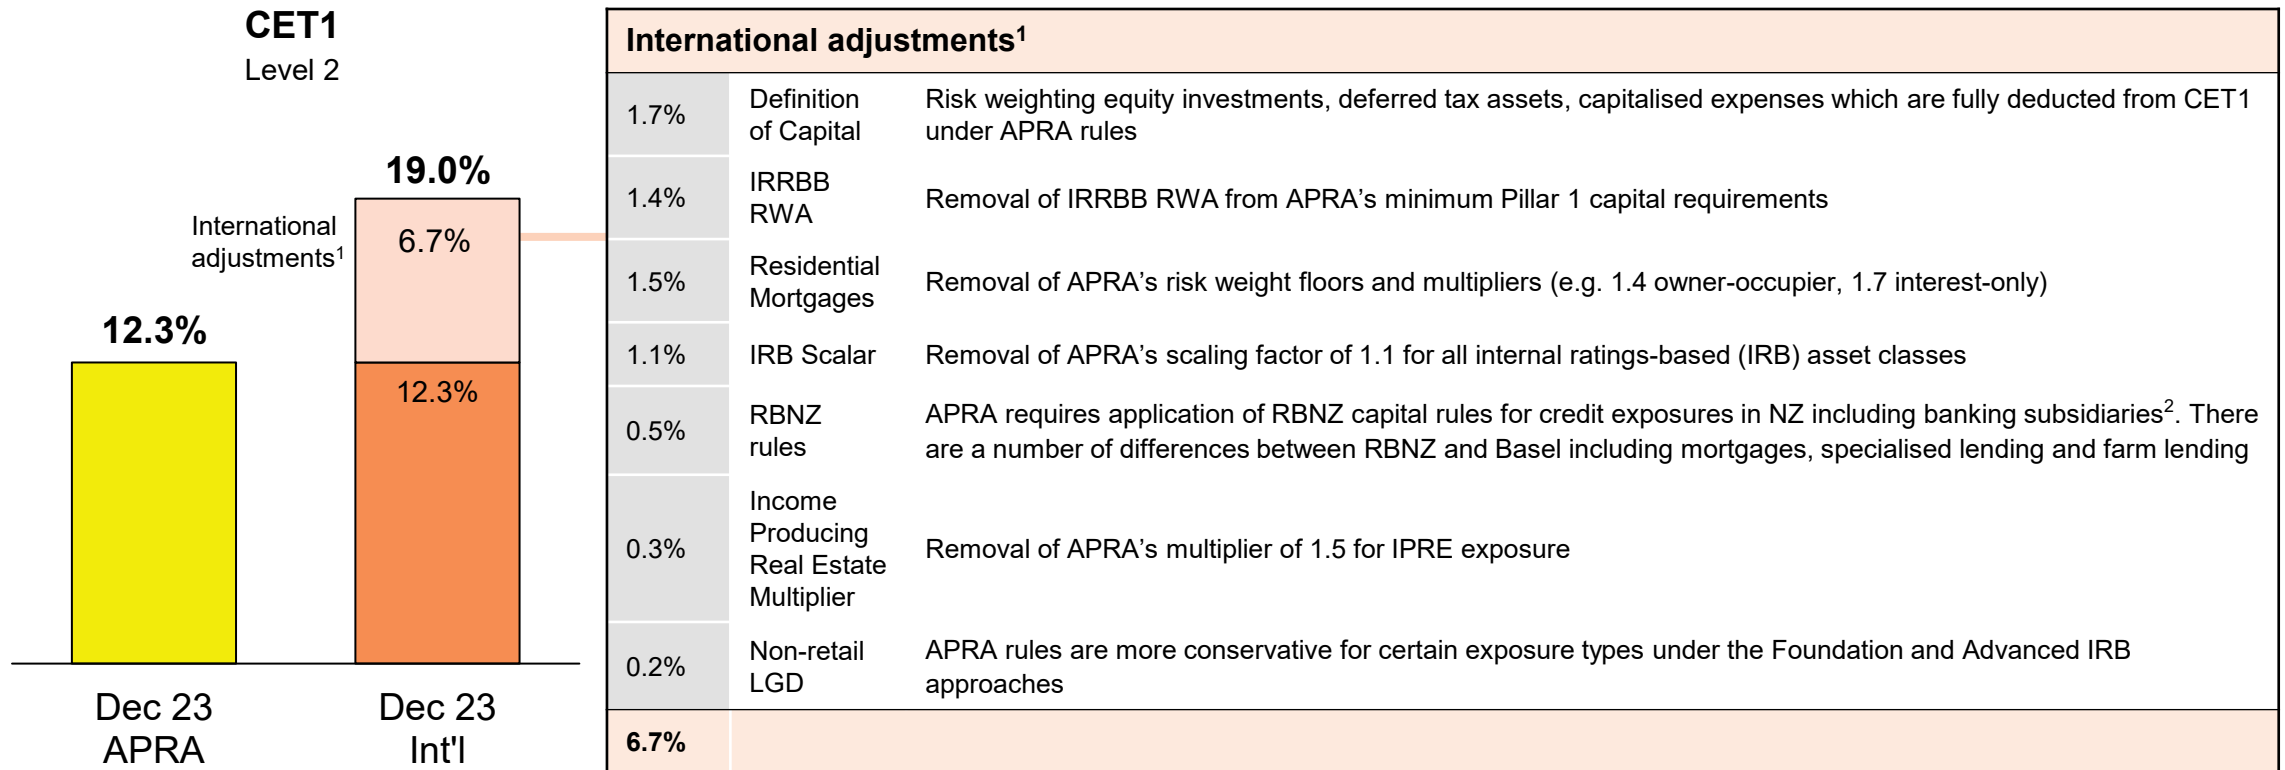 CET1
Level 2
19.0%
International
adjustments¹
6.7%
12.3%
12.3%
Dec 23
APRA
Dec 23
Int'l
International adjustments¹
1.7%
Definition
of Capital
Risk weighting equity investments, deferred tax assets, capitalised expenses which are fully deducted from CET1
under APRA rules
1.4%
IRRBB
RWA
Removal of IRRBB RWA from APRA’s minimum Pillar 1 capital requirements
1.5%
Residential
Mortgages
Removal of APRA’s risk weight floors and multipliers (e.g. 1.4 owner-occupier, 1.7 interest-only)
1.1%
IRB Scalar
Removal of APRA’s scaling factor of 1.1 for all internal ratings-based (IRB) asset classes
0.5%
RBNZ
rules
APRA requires application of RBNZ capital rules for credit exposures in NZ including banking subsidiaries². There
are a number of differences between RBNZ and Basel including mortgages, specialised lending and farm lending
0.3%
Income
Producing
Real Estate
Multiplier
Removal of APRA’s multiplier of 1.5 for IPRE exposure
0.2%
Non-retail
LGD
APRA rules are more conservative for certain exposure types under the Foundation and Advanced IRB
approaches
6.7%